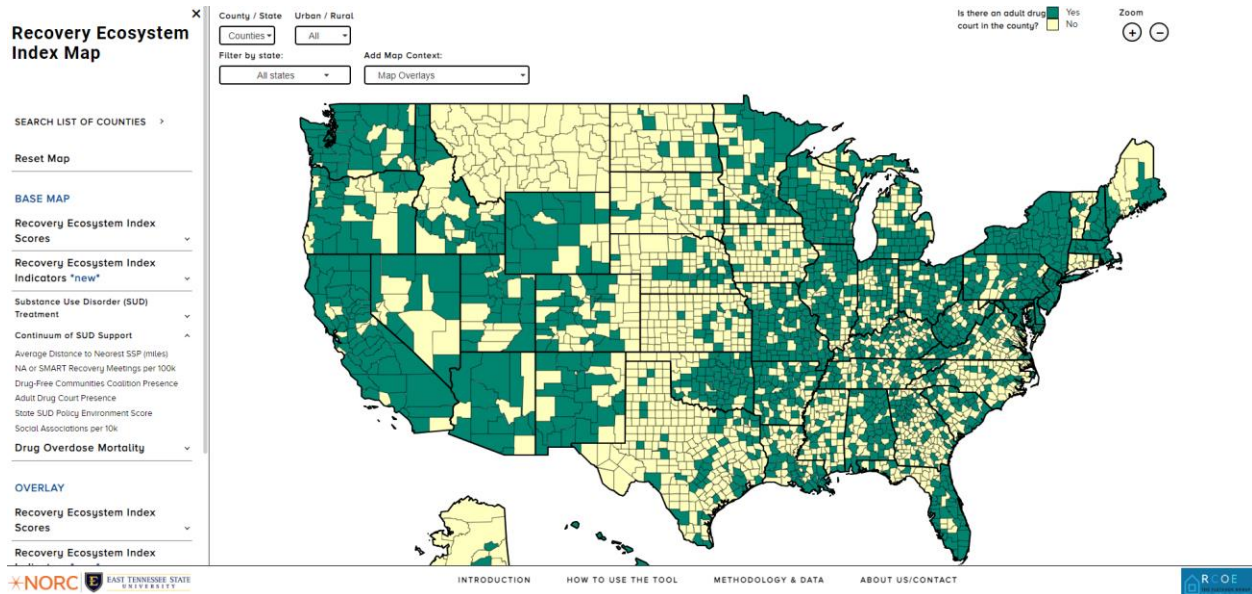 ×
Recovery Ecosystem
Index Map
SEARCH LIST OF COUNTIES >
Reset Map
BASE MAP
Recovery Ecosystem Index
Scores
Recovery Ecosystem Index
Indicators *new*
Substance Use Disorder (SUD)
Treatment
Continuum of SUD Support
Average Distance to Nearest SSP (miles)
NA or SMART Recovery Meetings per 100k
Drug-Free Communities Coalition Presence
Adult Drug Court Presence
State SUD Policy Environment Score
Social Associations per 10k
Drug Overdose Mortality
OVERLAY
Recovery Ecosystem Index
Scores
Recovery Ecosystem Index
County / State Urban / Rural
Counties All
Filter by state: Add Map Context:
All states Map Overlays
Is there an adult drug Yes
court in the county? No
Zoom
+ −
NORC EAST TENNESSEE STATE
UNIVERSITY
INTRODUCTION HOW TO USE THE TOOL METHODOLOGY & DATA ABOUT US/CONTACT
RCOE